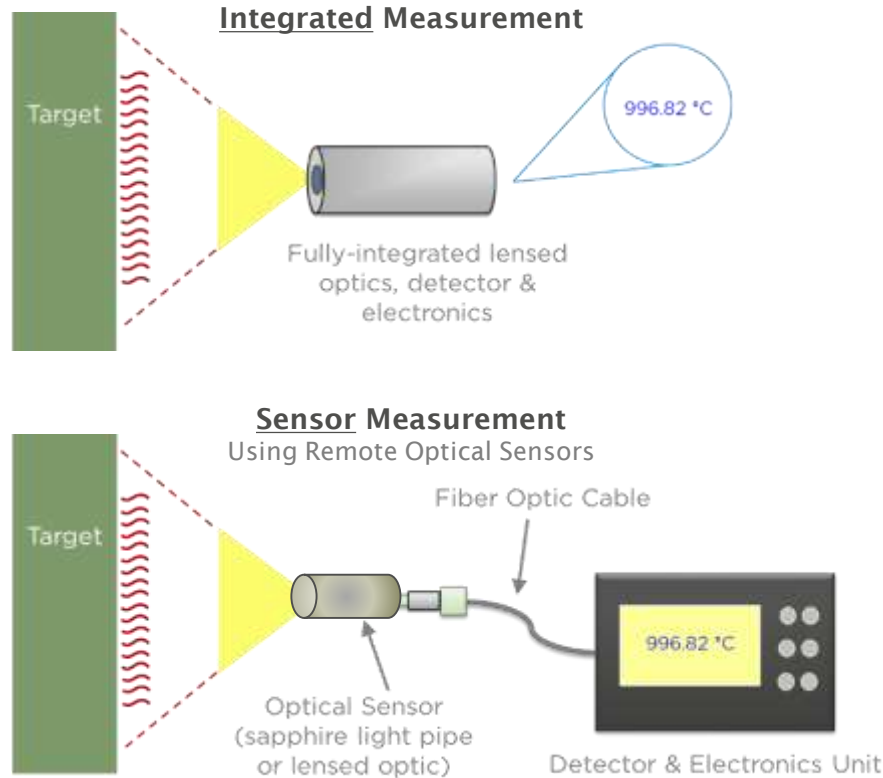 Integrated Measurement
Target
996.82 °C
Fully-integrated lensed
optics, detector &
electronics
Sensor Measurement
Using Remote Optical Sensors
Fiber Optic Cable
Target
996.82 °C
Optical Sensor
(sapphire light pipe
or lensed optic)
Detector & Electronics Unit